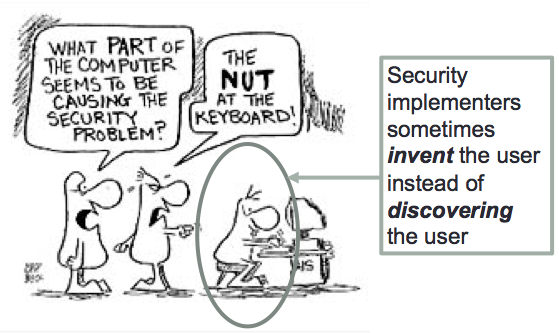 WHAT PART OF
THE COMPUTER
SEEMS TO BE
CAUSING THE
SECURITY
PROBLEM?
THE
NUT
AT THE
KEYBOARD!
Security
implementers
sometimes
invent the user
instead of
discovering
the user